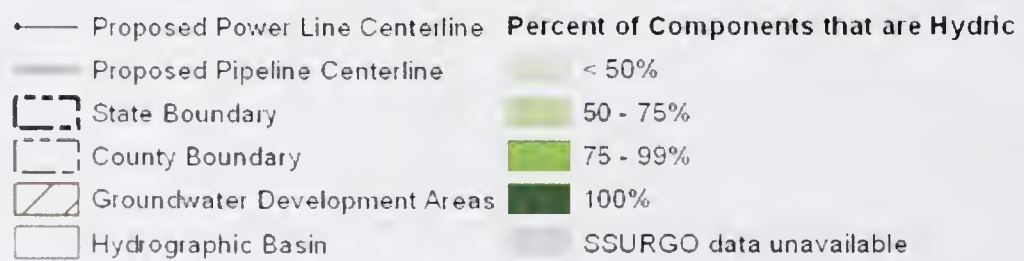 Proposed Power Line Centerline
Proposed Pipeline Centerline
State Boundary
County Boundary
Groundwater Development Areas
Hydrographic Basin
Percent of Components that are Hydric
< 50%
50 - 75%
75 - 99%
100%
SSURGO data unavailable